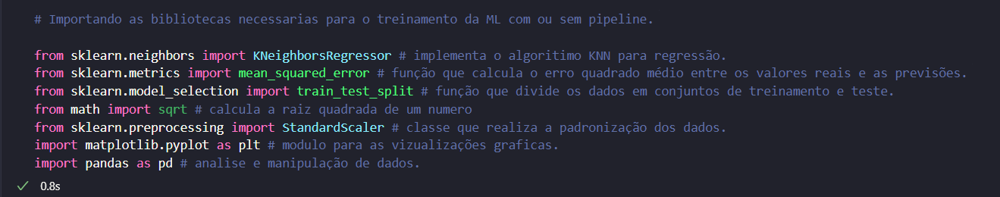 # Importando as bibliotecas necessarias para o treinamento da ML com ou sem pipeline.
from sklearn.neighbors import KNeighborsRegressor # implementa o algoritimo KNN para regressão.
from sklearn.metrics import mean_squared_error # função que calcula o erro quadrado médio entre os valores reais e as previsões.
from sklearn.model_selection import train_test_split # função que divide os dados em conjuntos de treinamento e teste.
from math import sqrt # calcula a raiz quadrada de um numero
from sklearn.preprocessing import StandardScaler # classe que realiza a padronização dos dados.
import matplotlib.pyplot as plt # modulo para as vizualizações graficas.
import pandas as pd # analise e manipulação de dados.
0.8s